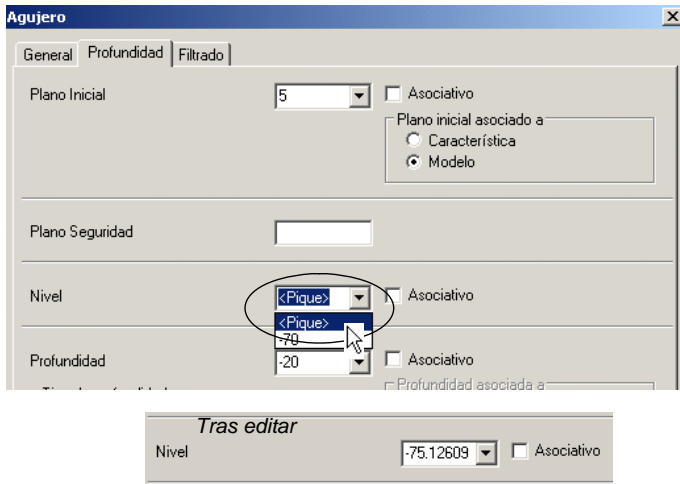 Agujero
General Profundidad Filtrado
Plano Inicial 5 Asociativo
Plano inicial asociado a
Característica
Modelo
Plano Seguridad
Nivel <Pique> Asociativo
<Pique>
-70
Profundidad -20 Asociativo
Profundidad asociada a
Tras editar
Nivel -75.12609 Asociativo